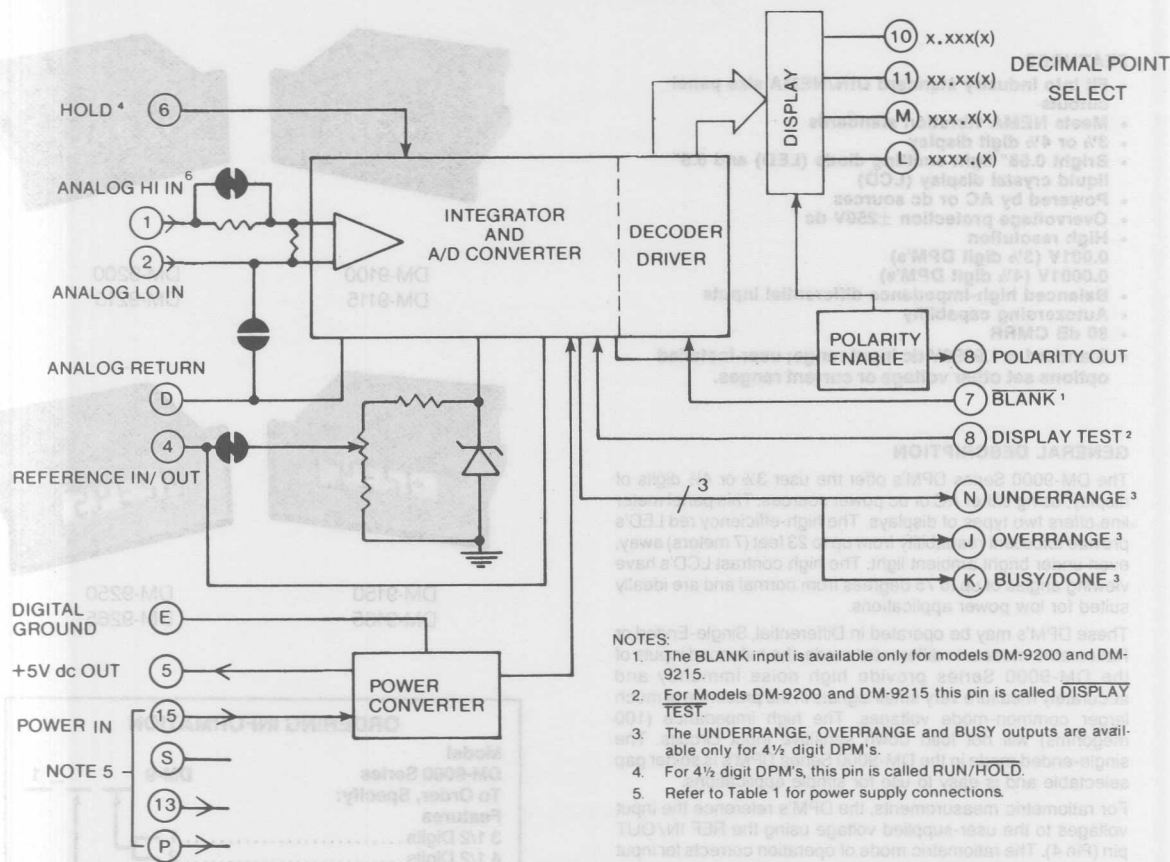 HOLD 4
6
ANALOG HI IN 6
1
2
ANALOG LO IN
ANALOG RETURN
D
4
REFERENCE IN/ OUT
INTEGRATOR
AND
A/D CONVERTER
DECODER
DRIVER
DISPLAY
10 x.xxx(x)
11 xx.xx(x)
M xxx.x(x)
L xxxx.(x)
DECIMAL POINT
SELECT
POLARITY
ENABLE
8 POLARITY OUT
7 BLANK 1
8 DISPLAY TEST 2
3
N UNDERRANGE 3
J OVERRANGE 3
K BUSY/DONE 3
DIGITAL
GROUND
E
+5V dc OUT
5
POWER IN
15
NOTE 5
S
13
P
POWER
CONVERTER
NOTES:
1. The BLANK input is available only for models DM-9200 and DM-
9215.
2. For Models DM-9200 and DM-9215 this pin is called DISPLAY
TEST
3. The UNDERRANGE, OVERRANGE and BUSY outputs are avail-
able only for 4½ digit DPM's.
4. For 4½ digit DPM's, this pin is called RUN/HOLD.
5. Refer to Table 1 for power supply connections.